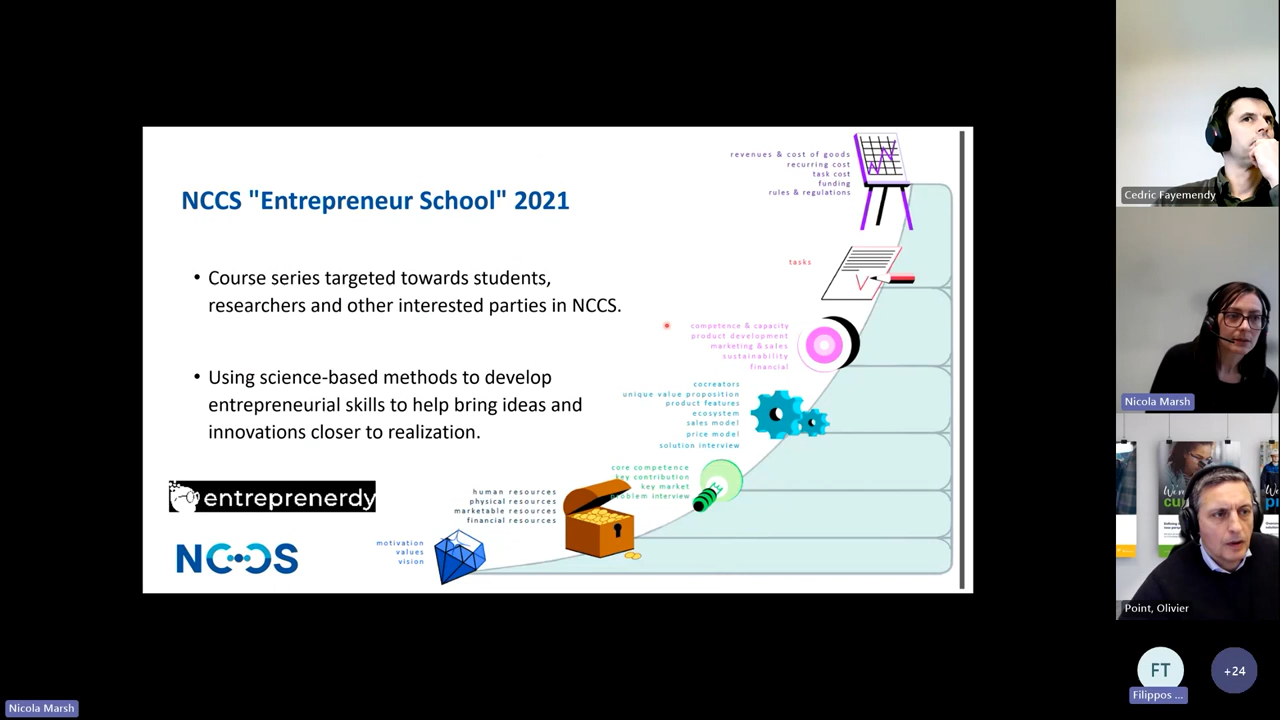 NCCS "Entrepreneur School" 2021
• Course series targeted towards students,
researchers and other interested parties in NCCS.
• Using science-based methods to develop
entrepreneurial skills to help bring ideas and
innovations closer to realization.
entreprenerdy
NCCS
revenues & cost of goods
recurring cost
task cost
funding
rules & regulations
tasks
competence & capacity
product development
marketing & sales
sustainability
financial
cocreators
unique value proposition
product features
ecosystem
sales model
price model
solution interview
core competence
key contribution
key market
problem interview
human resources
physical resources
marketable resources
financial resources
motivation
values
vision
Cedric Fayemendy
Nicola Marsh
Point, Olivier
FT
Filippos ...
+24
Nicola Marsh